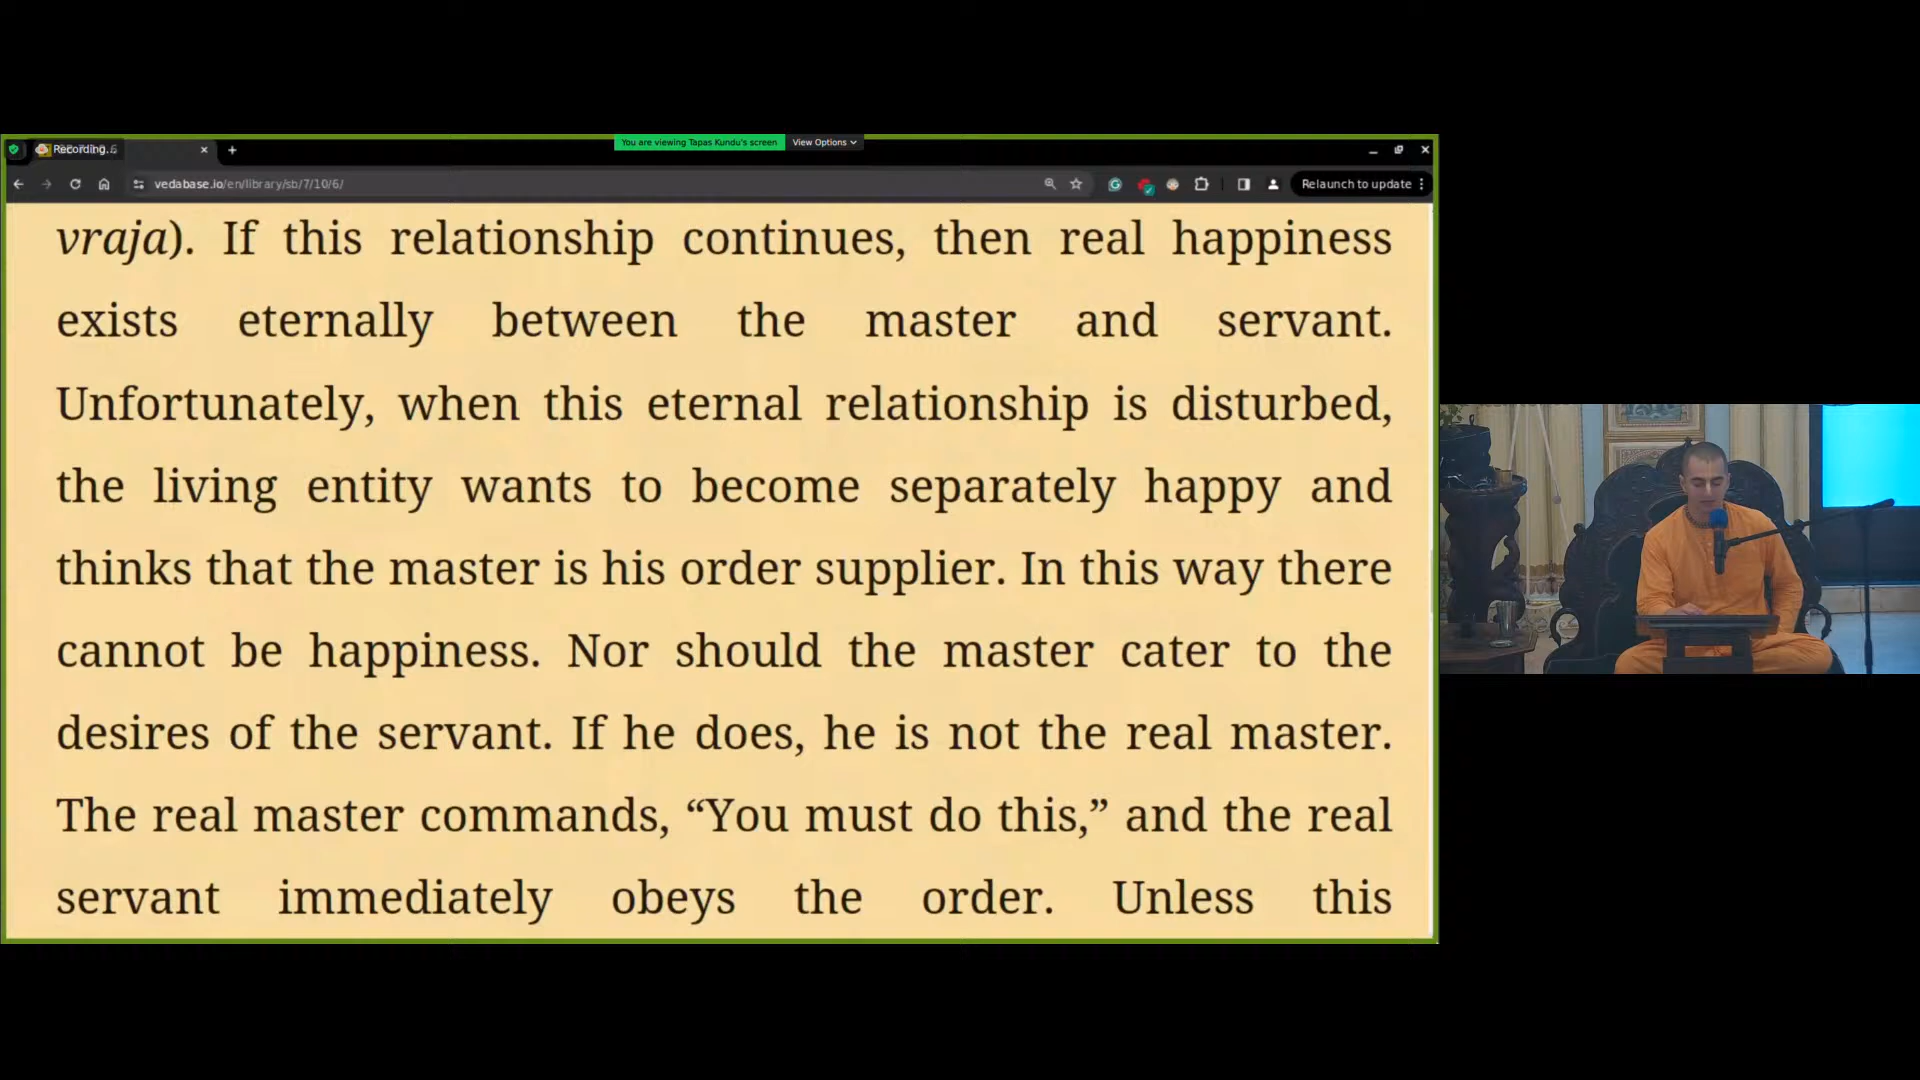 Recording...
You are viewing Tapas Kundu's screen
View Options
vedabase.io/en/library/sb/7/10/6/
Relaunch to update
vraja). If this relationship continues, then real happiness
exists eternally between the master and servant.
Unfortunately, when this eternal relationship is disturbed,
the living entity wants to become separately happy and
thinks that the master is his order supplier. In this way there
cannot be happiness. Nor should the master cater to the
desires of the servant. If he does, he is not the real master.
The real master commands, “You must do this,” and the real
servant immediately obeys the order. Unless this